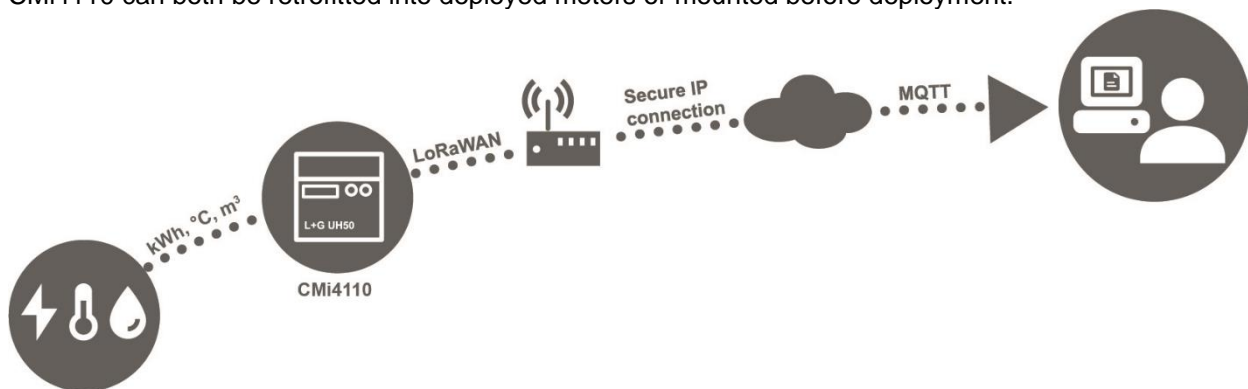 CMi4110 can both be retrofitted into deployed meters or mounted before deployment.
kWh, °C, m³
L+G UH50
CMi4110
LoRaWAN
Secure IP
connection
MQTT